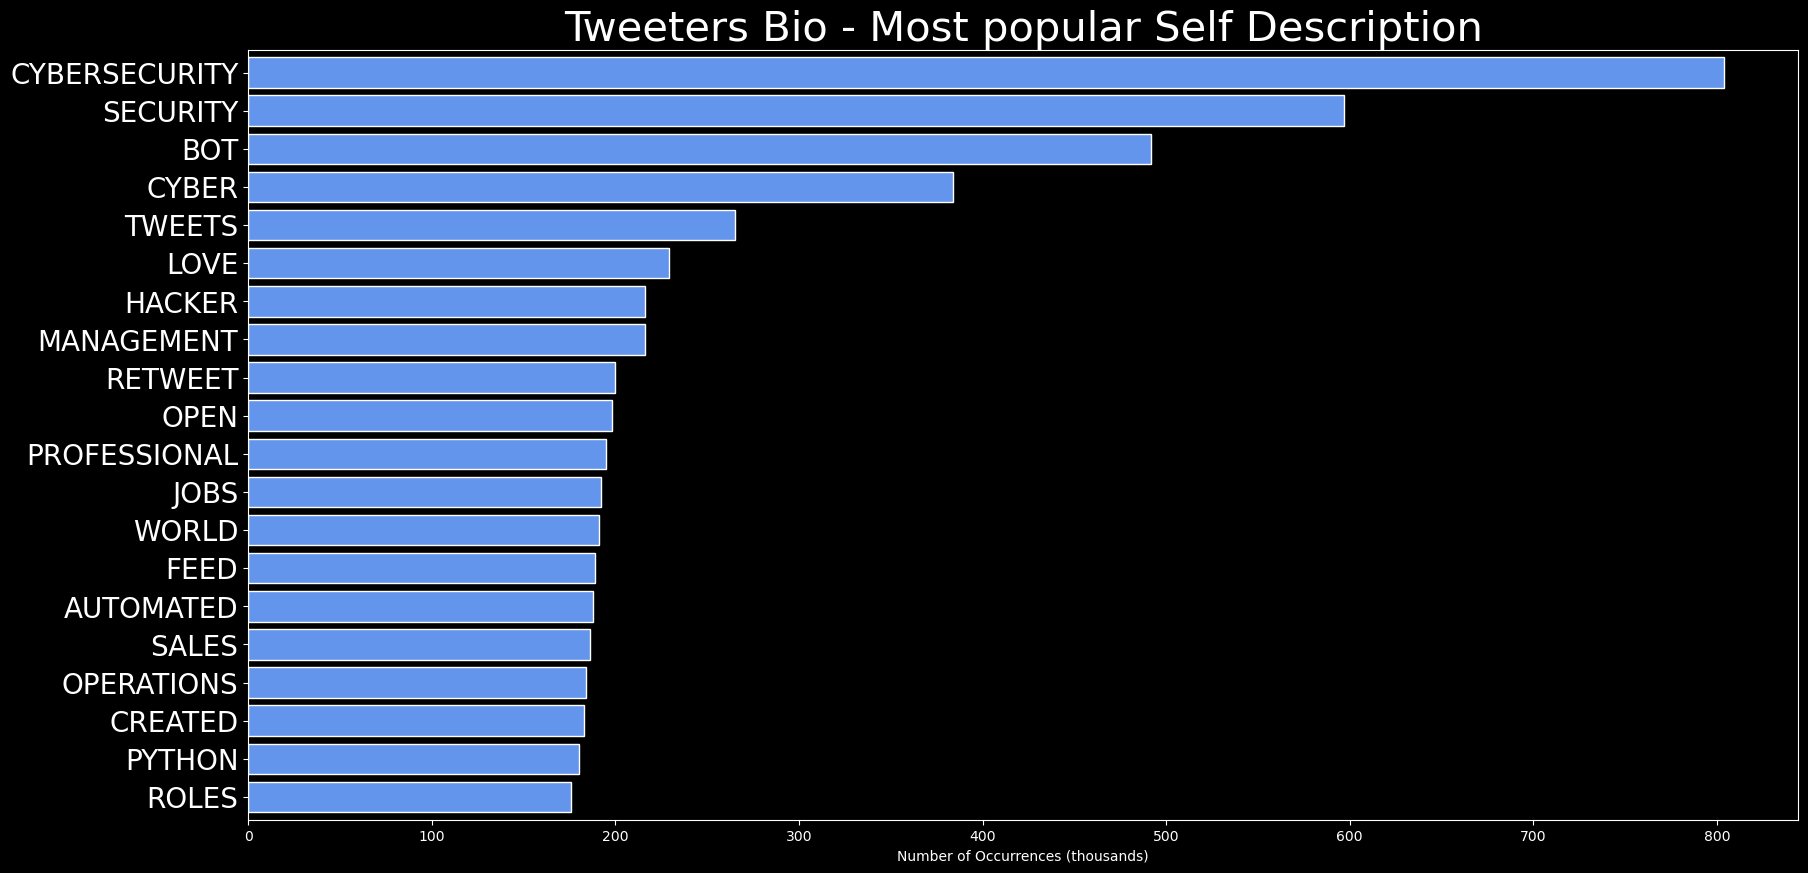 Tweeters Bio - Most popular Self Description
CYBERSECURITY
SECURITY
BOT
CYBER
TWEETS
LOVE
HACKER
MANAGEMENT
RETWEET
OPEN
PROFESSIONAL
JOBS
WORLD
FEED
AUTOMATED
SALES
OPERATIONS
CREATED
PYTHON
ROLES
0 100 200 300 400 500 600 700 800
Number of Occurrences (thousands)